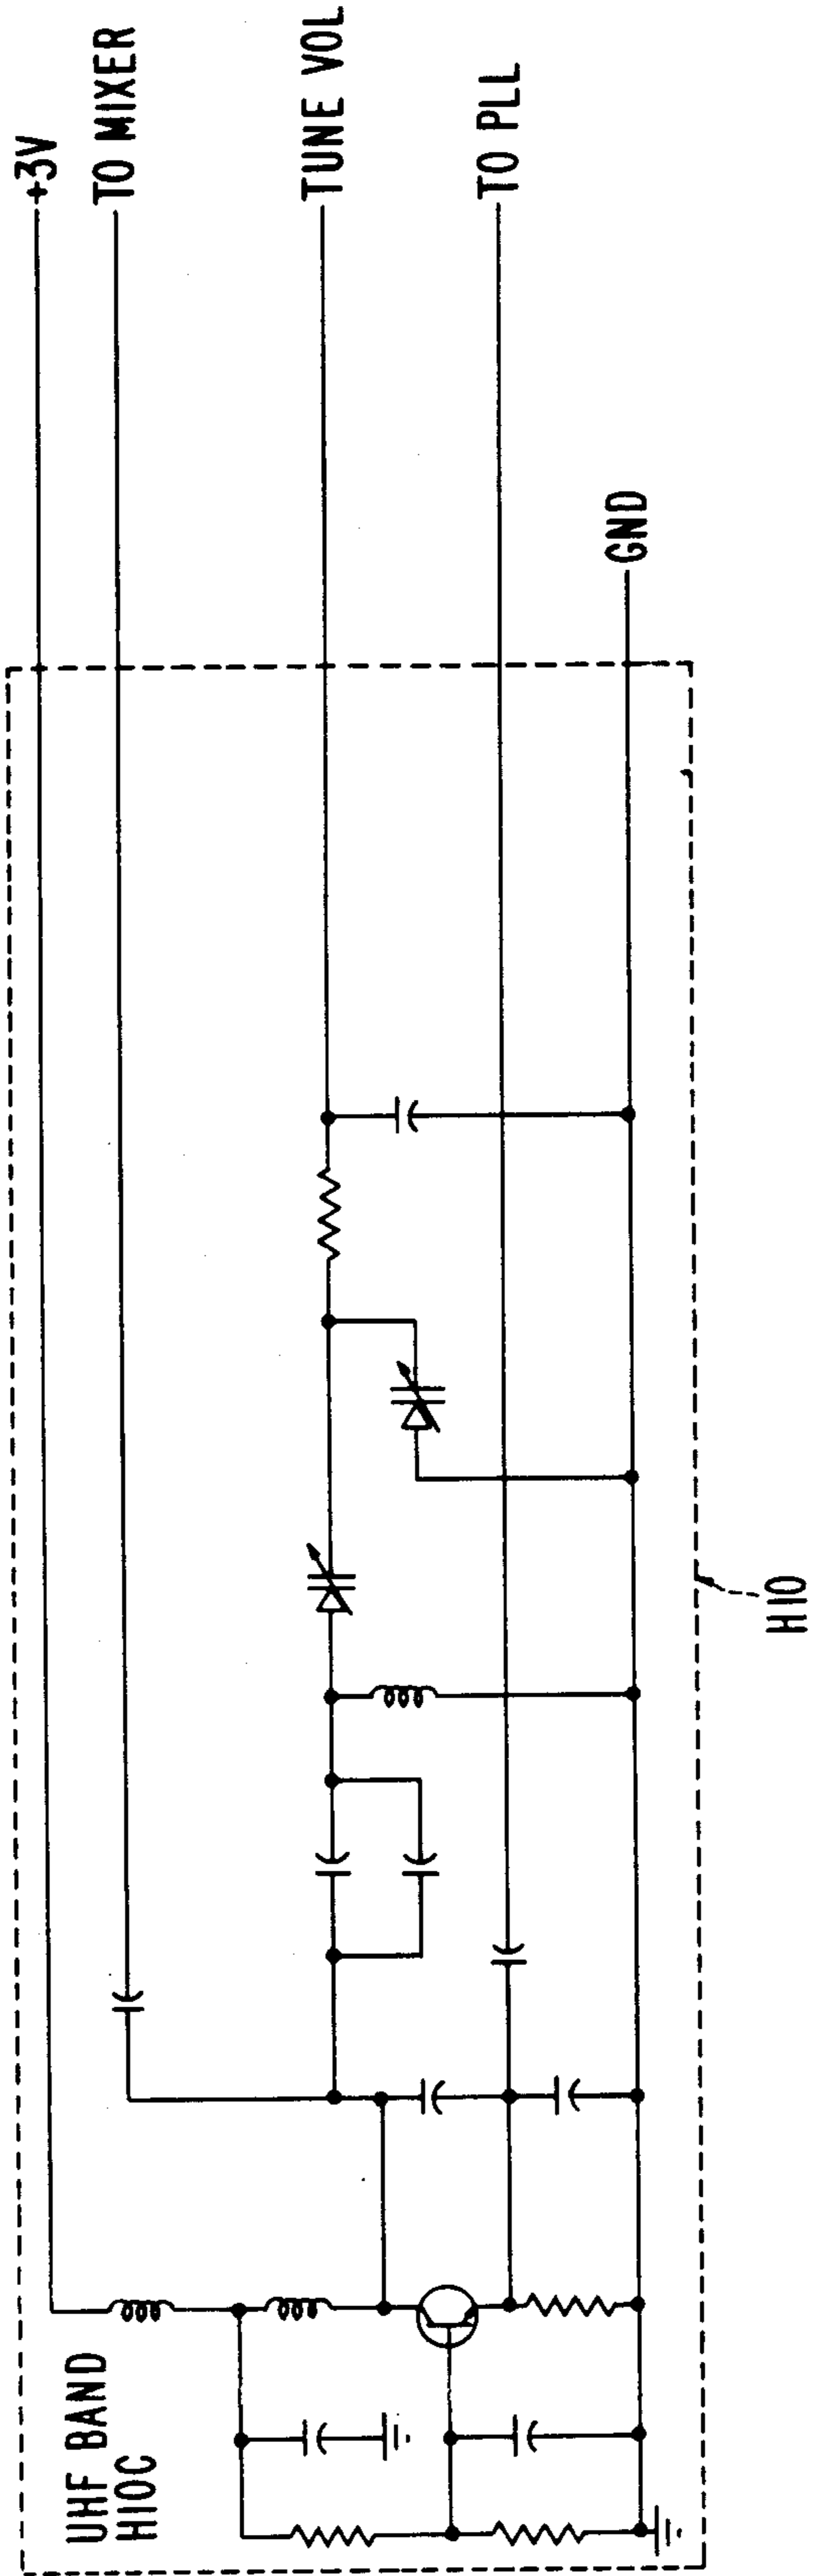 +3V
TO MIXER
TUNE VOL
TO PLL
GND
UHF BAND
H10C
H10